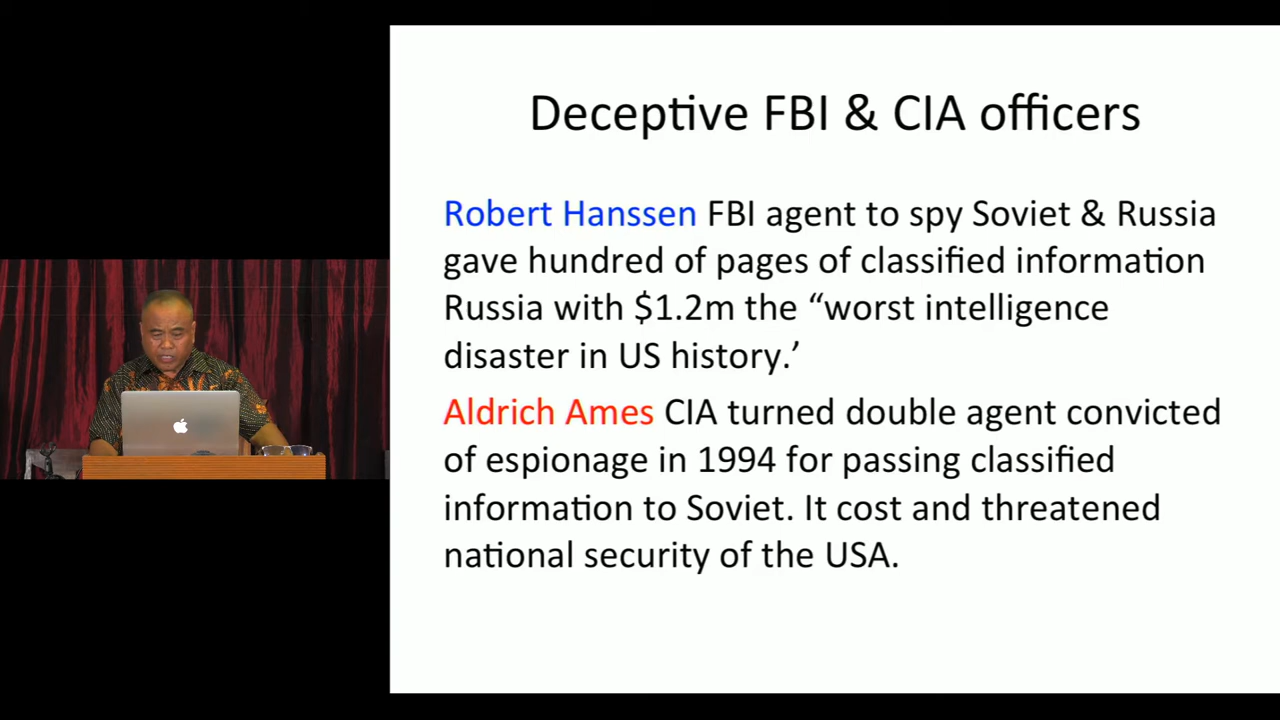 Deceptive FBI & CIA officers
Robert Hanssen FBI agent to spy Soviet & Russia
gave hundred of pages of classified information
Russia with $1.2m the “worst intelligence
disaster in US history.’
Aldrich Ames CIA turned double agent convicted
of espionage in 1994 for passing classified
information to Soviet. It cost and threatened
national security of the USA.